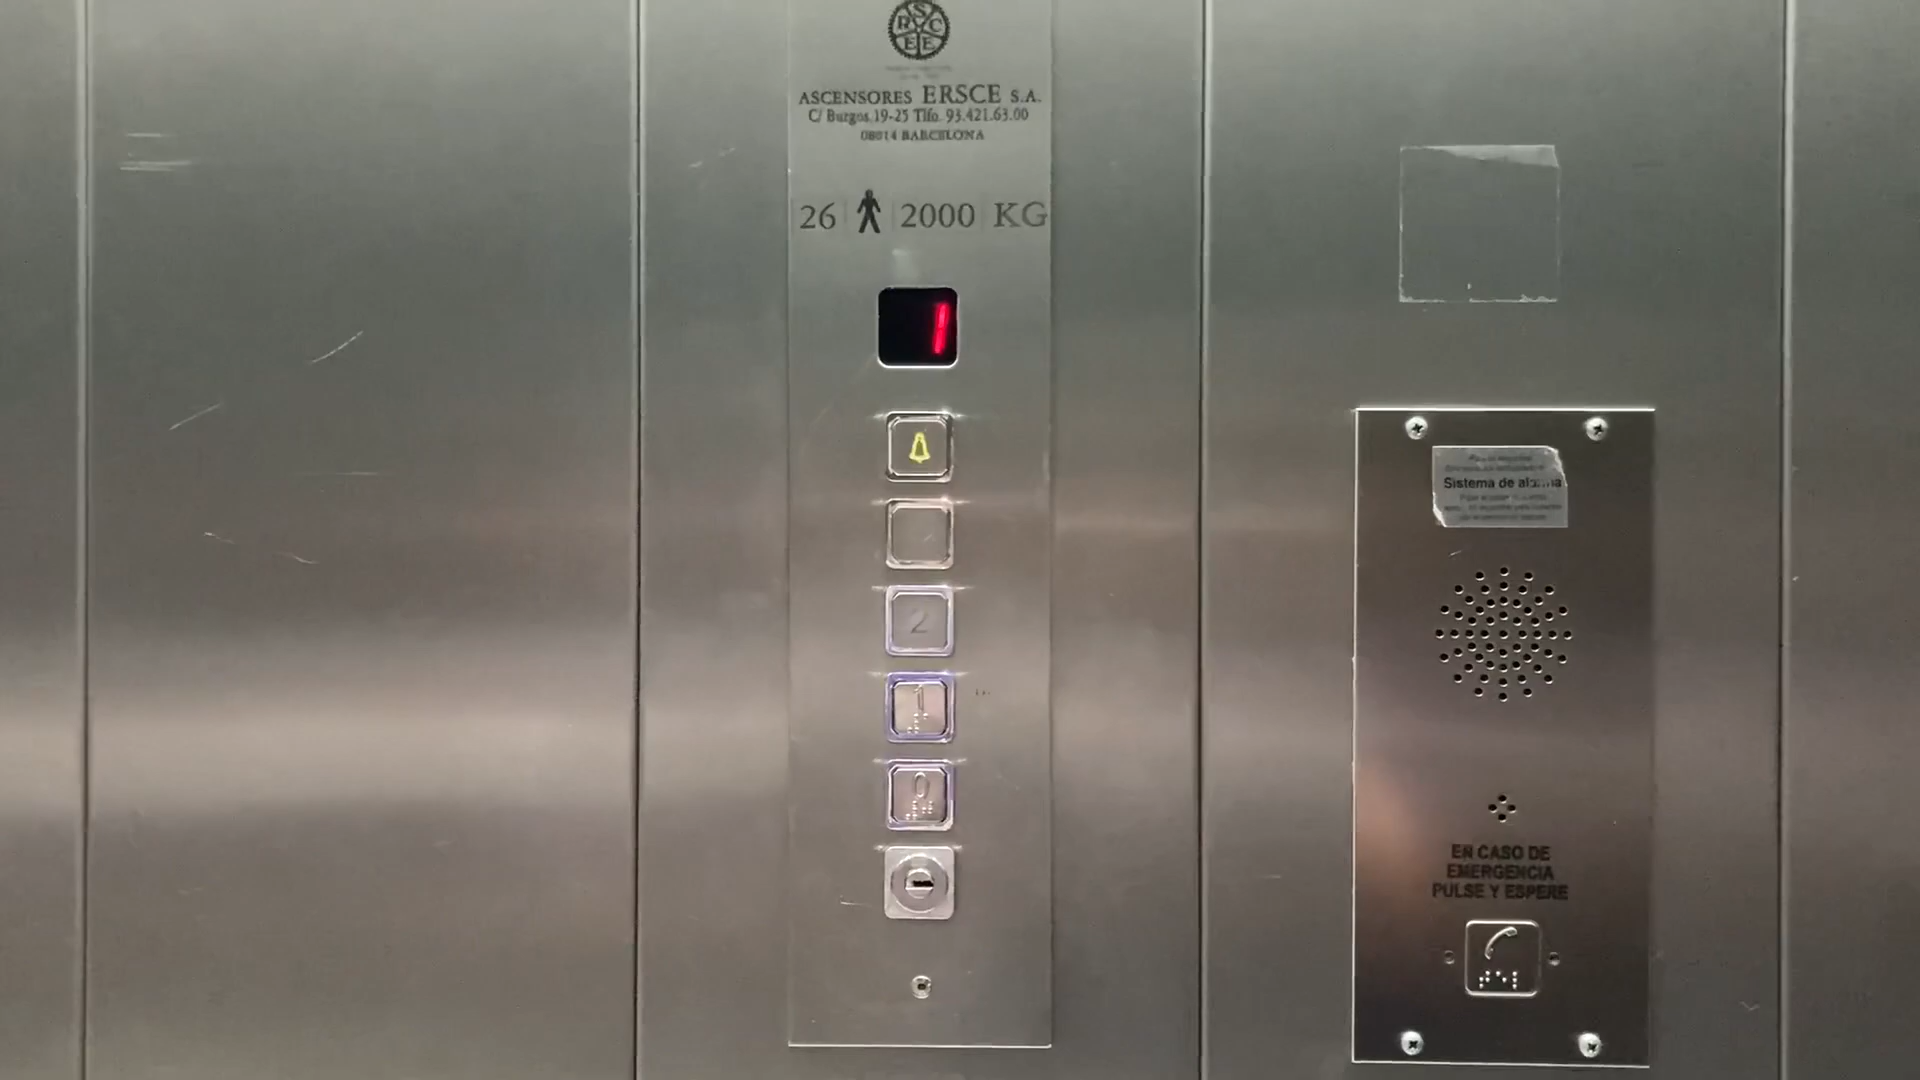 R S C E E
ASCENSORES ERSCE S.A.
C/ Burgos 19-25 Tlfo. 93.421.63.00
08014 BARCELONA
26 2000 KG
1
2
1
0
Sistema de alarma
EN CASO DE
EMERGENCIA
PULSE Y ESPERE